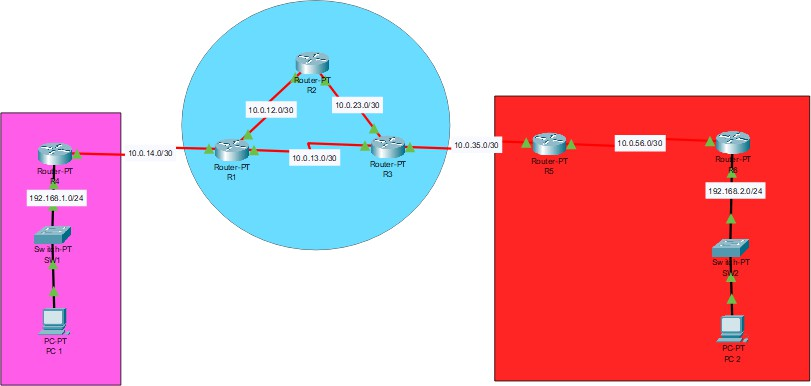 Router-PT
R2
10.0.12.0/30
10.0.23.0/30
10.0.14.0/30
Router-PT
R4
Router-PT
R1
10.0.13.0/30
Router-PT
R3
10.0.35.0/30
Router-PT
R5
10.0.56.0/30
Router-PT
R6
192.168.1.0/24
192.168.2.0/24
Switch-PT
SW1
Switch-PT
SW2
PC-PT
PC 1
PC-PT
PC 2